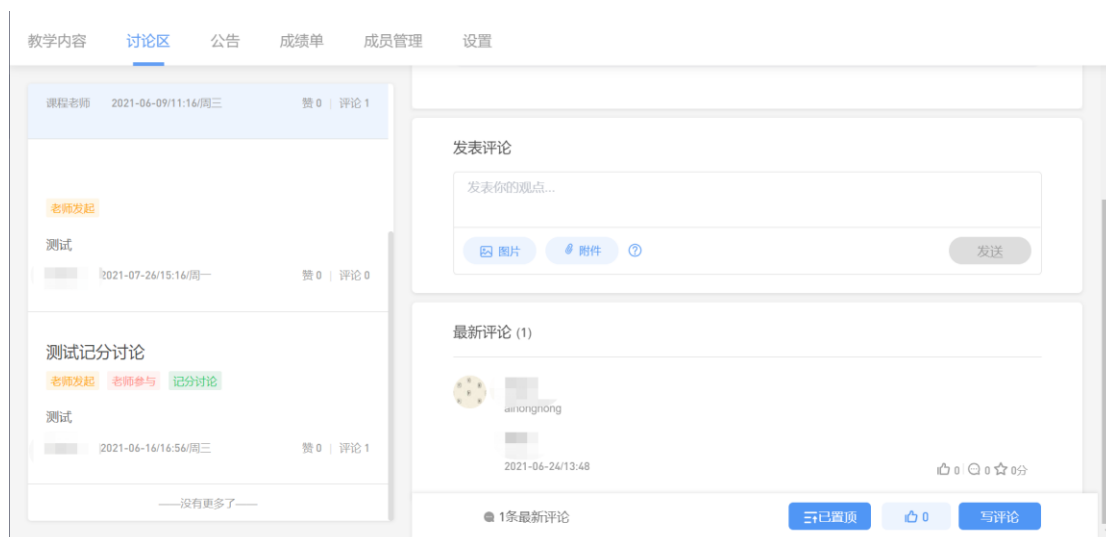 教学内容 讨论区 公告 成绩单 成员管理 设置
课程老师 2021-06-09/11:16/周三 赞 0 | 评论 1
老师发起
测试
2021-07-26/15:16/周一 赞 0 | 评论 0
测试记分讨论
老师发起 老师参与 记分讨论
测试
2021-06-16/16:56/周三 赞 0 | 评论 1
——没有更多了——
发表评论
发表你的观点...
图片 附件 发送
最新评论 (1)
2021-06-24/13:48 0 0 0分
1条最新评论 已置顶 0 写评论